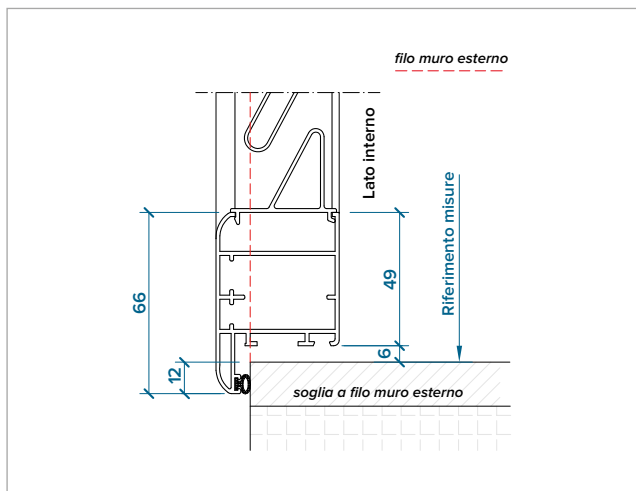 filo muro esterno
Lato interno
Riferimento misure
66
49
6
12
soglia a filo muro esterno